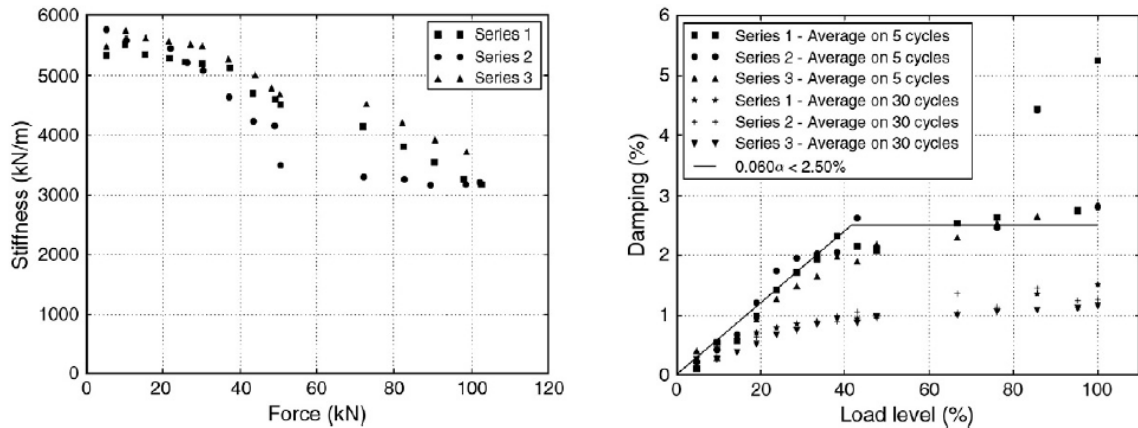 6000
5000
4000
3000
2000
1000
0
0 20 40 60 80 100 120
Stiffness (kN/m)
Force (kN)
Series 1
Series 2
Series 3
6
5
4
3
2
1
0
0 20 40 60 80 100
Damping (%)
Load level (%)
Series 1 - Average on 5 cycles
Series 2 - Average on 5 cycles
Series 3 - Average on 5 cycles
Series 1 - Average on 30 cycles
Series 2 - Average on 30 cycles
Series 3 - Average on 30 cycles
0.060α < 2.50%